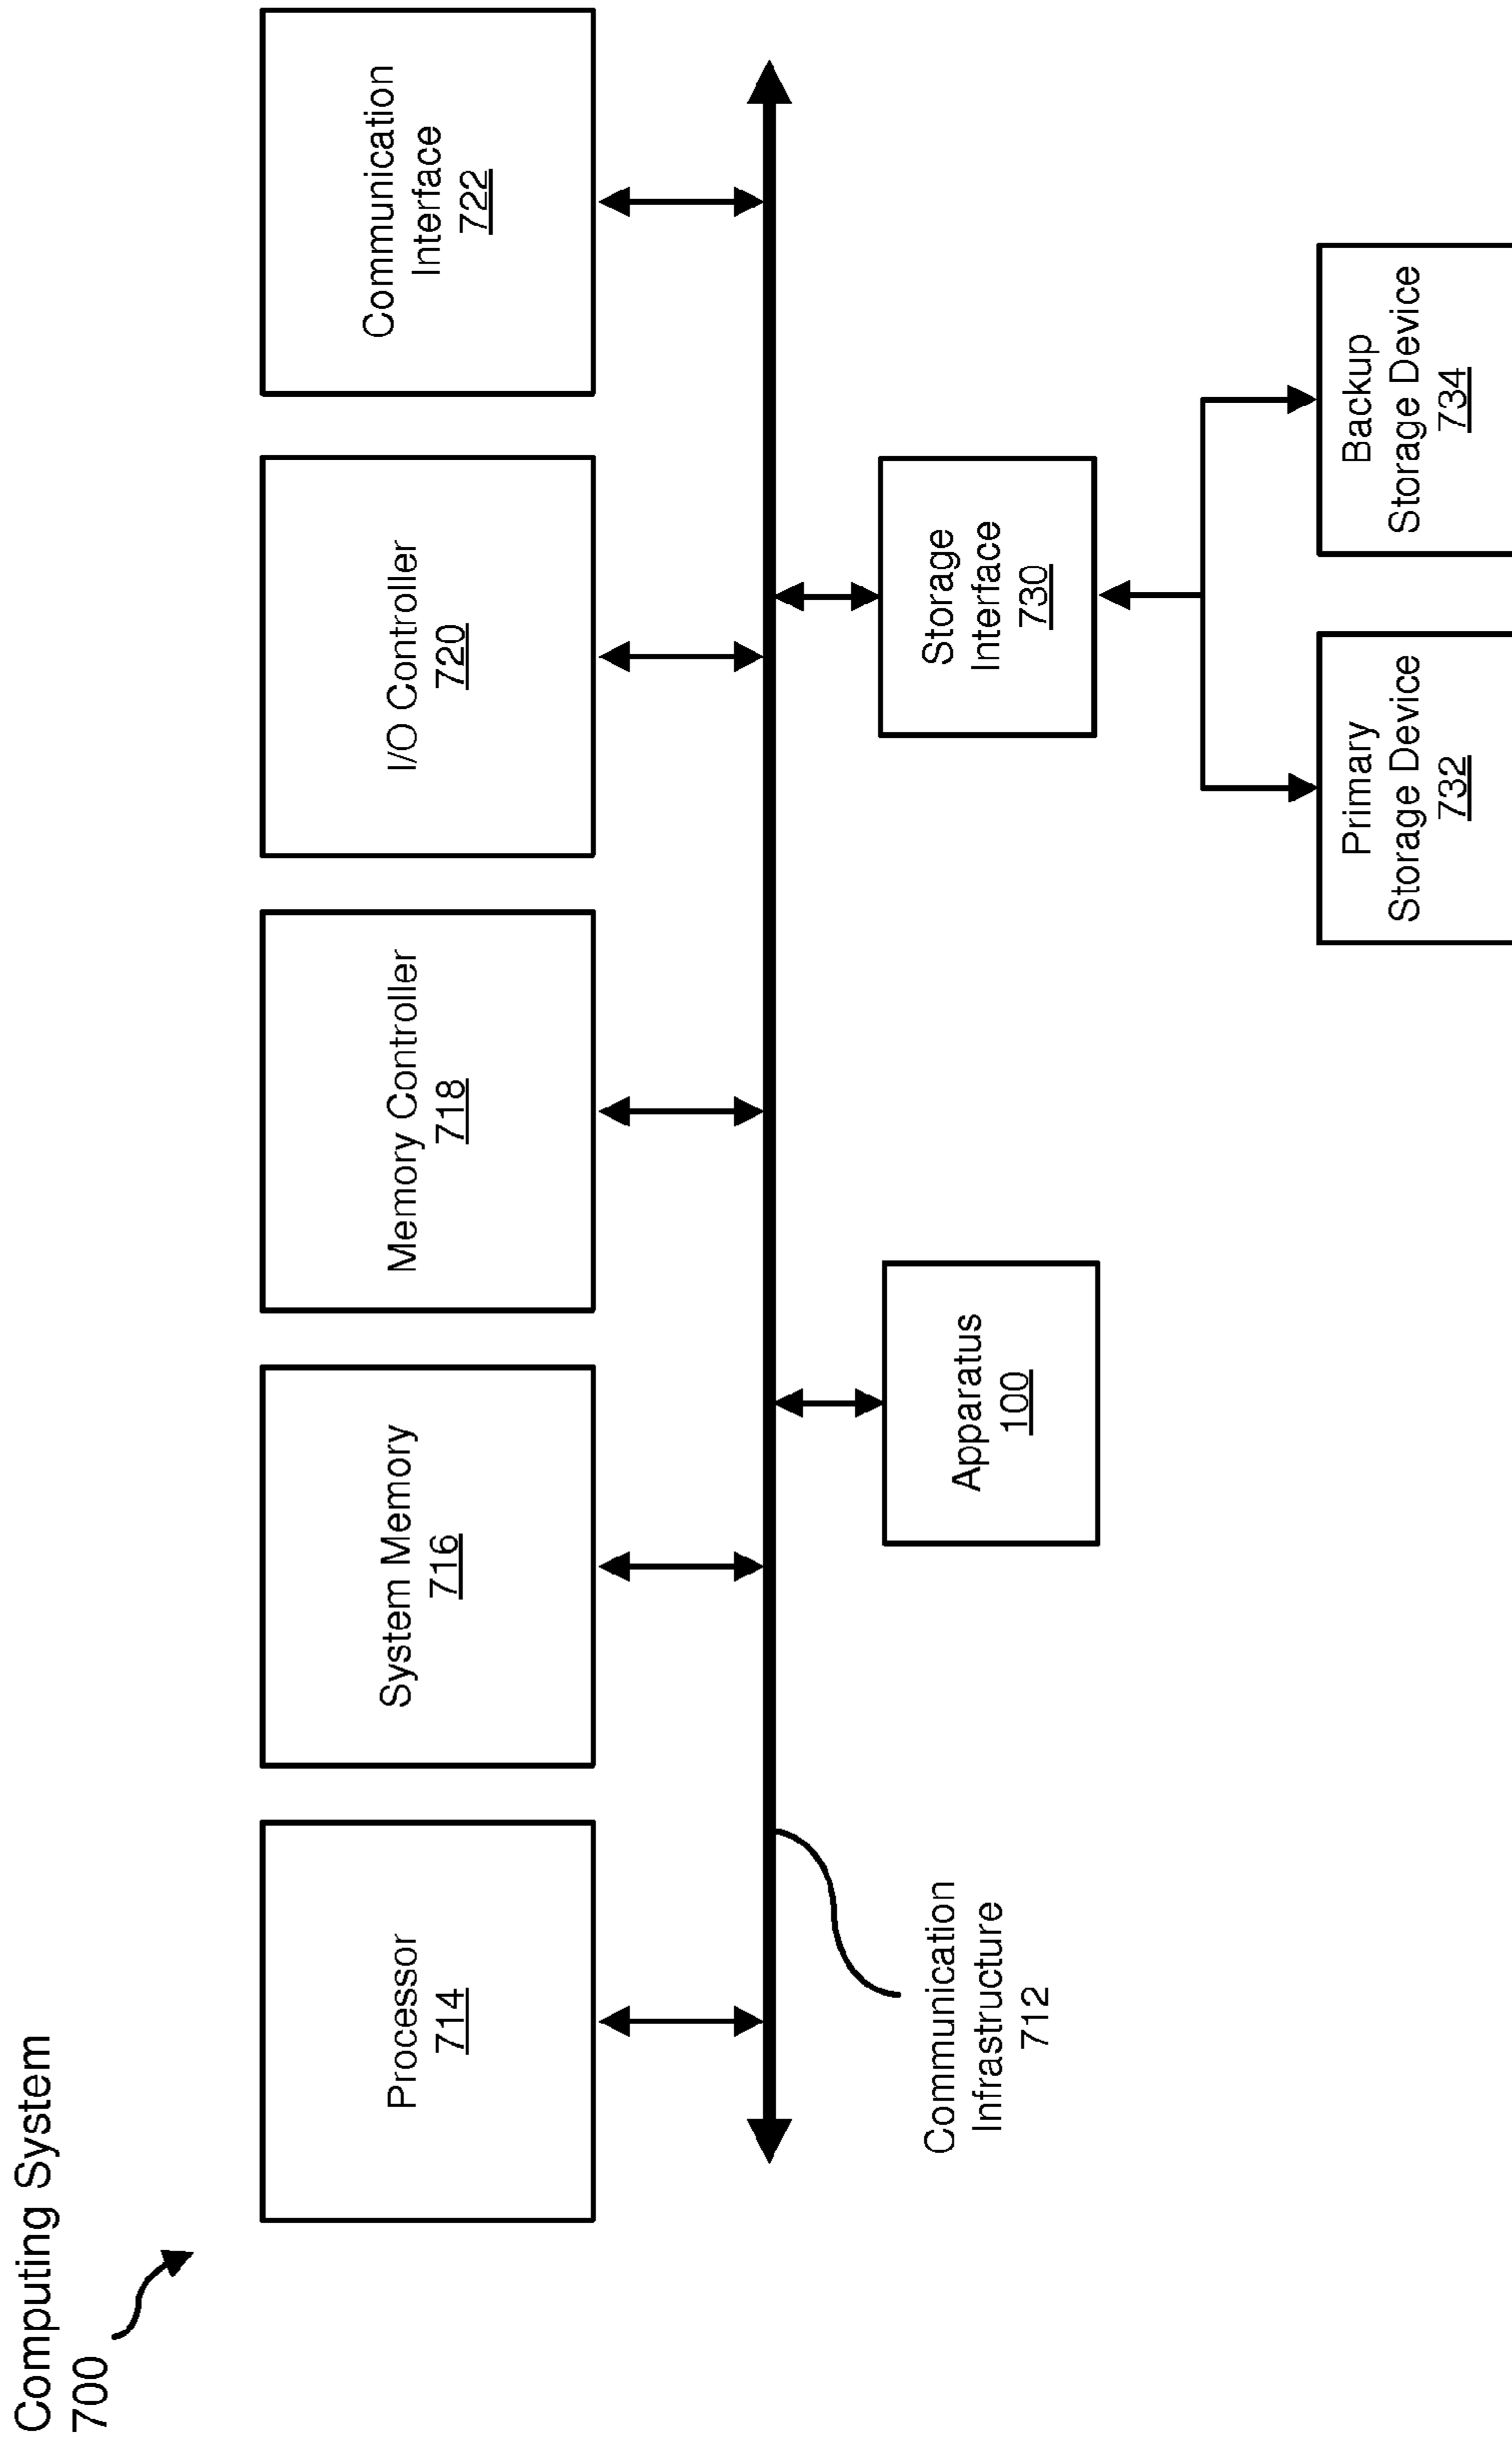 Computing System
700
Processor
714
System Memory
716
Memory Controller
718
I/O Controller
720
Communication
Interface
722
Communication
Infrastructure
712
Apparatus
100
Storage
Interface
730
Primary
Storage Device
732
Backup
Storage Device
734